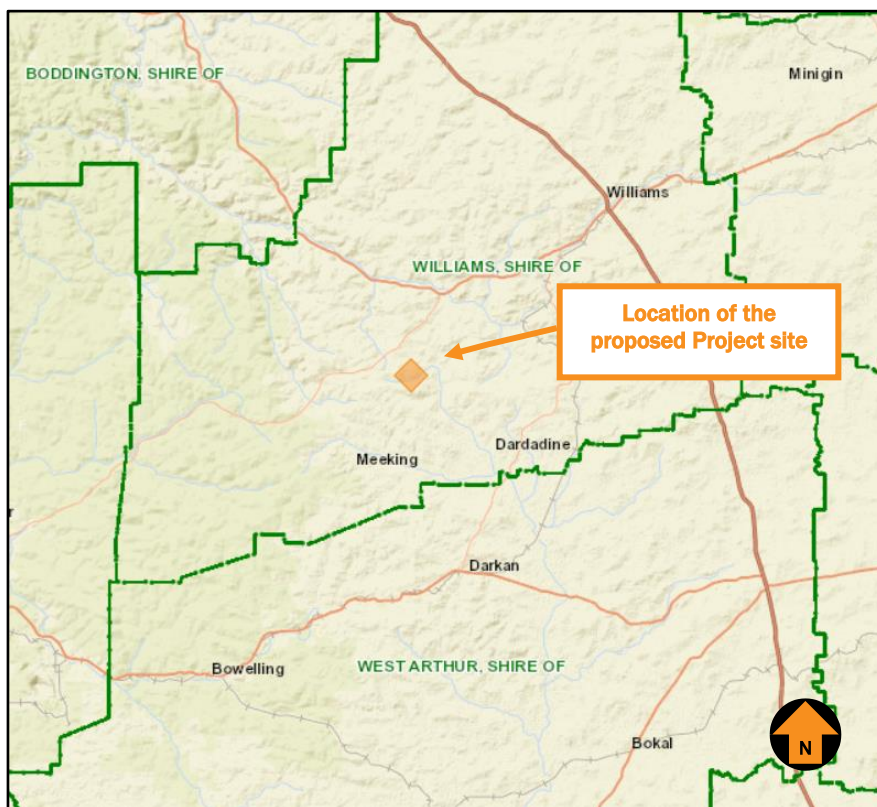 BODDINGTON, SHIRE OF
Minigin
Williams
WILLIAMS, SHIRE OF
Location of the
proposed Project site
Dardadine
Meeking
r
Darkan
Bowelling
WEST ARTHUR, SHIRE OF
Bokal
N